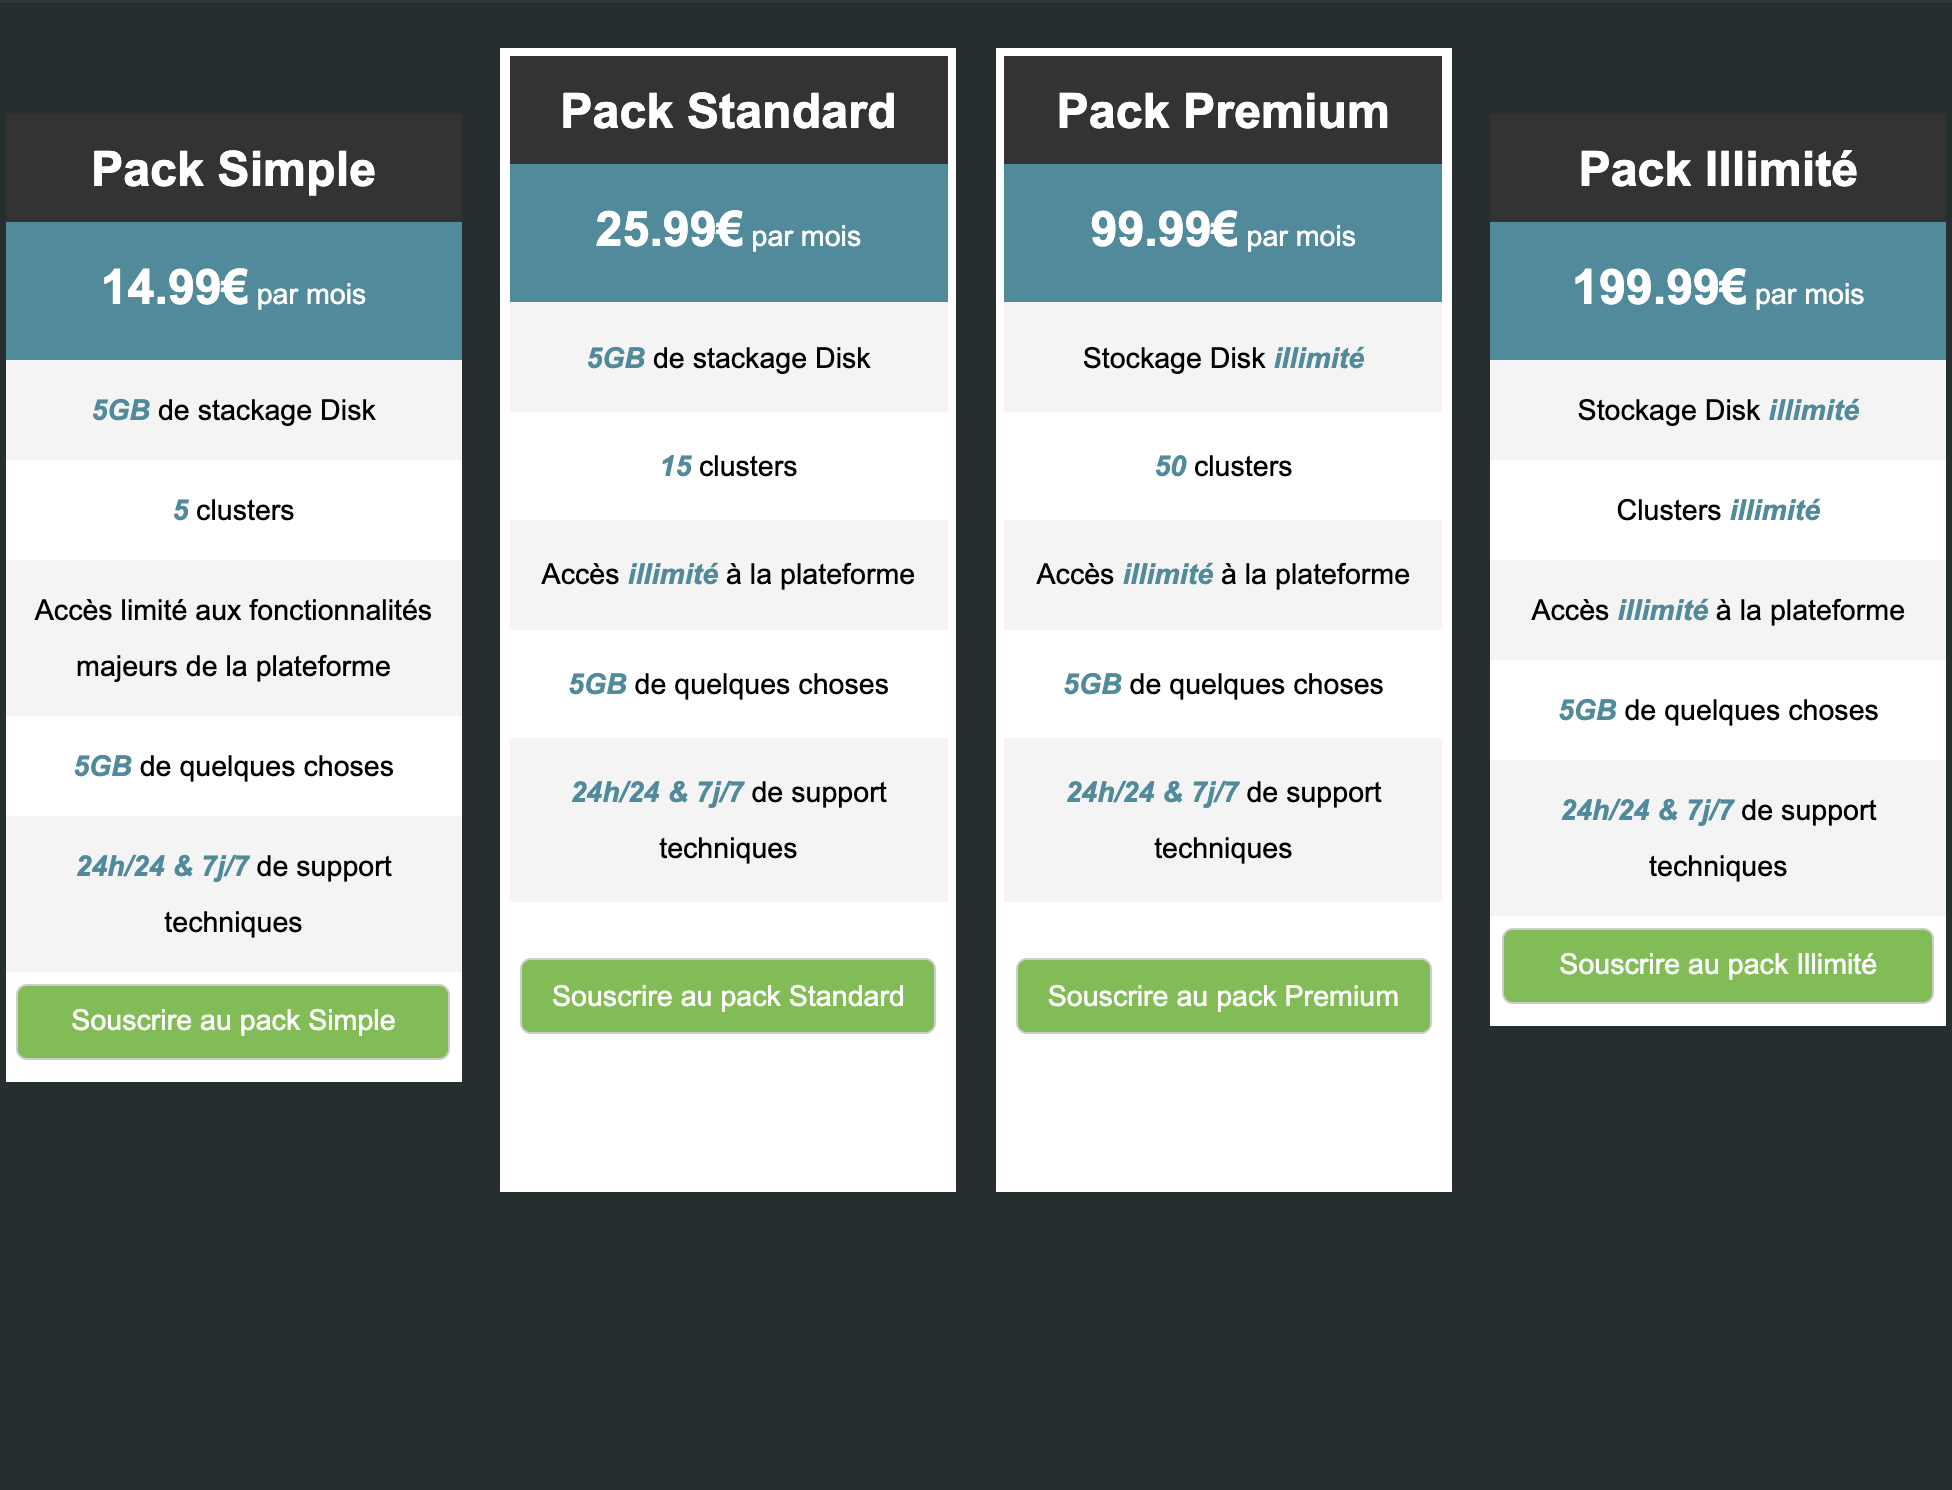 Pack Simple
14.99€ par mois
5GB de stackage Disk
5 clusters
Accès limité aux fonctionnalités
majeurs de la plateforme
5GB de quelques choses
24h/24 & 7j/7 de support
techniques
Souscrire au pack Simple
Pack Standard
25.99€ par mois
5GB de stackage Disk
15 clusters
Accès illimité à la plateforme
5GB de quelques choses
24h/24 & 7j/7 de support
techniques
Souscrire au pack Standard
Pack Premium
99.99€ par mois
Stockage Disk illimité
50 clusters
Accès illimité à la plateforme
5GB de quelques choses
24h/24 & 7j/7 de support
techniques
Souscrire au pack Premium
Pack Illimité
199.99€ par mois
Stockage Disk illimité
Clusters illimité
Accès illimité à la plateforme
5GB de quelques choses
24h/24 & 7j/7 de support
techniques
Souscrire au pack Illimité